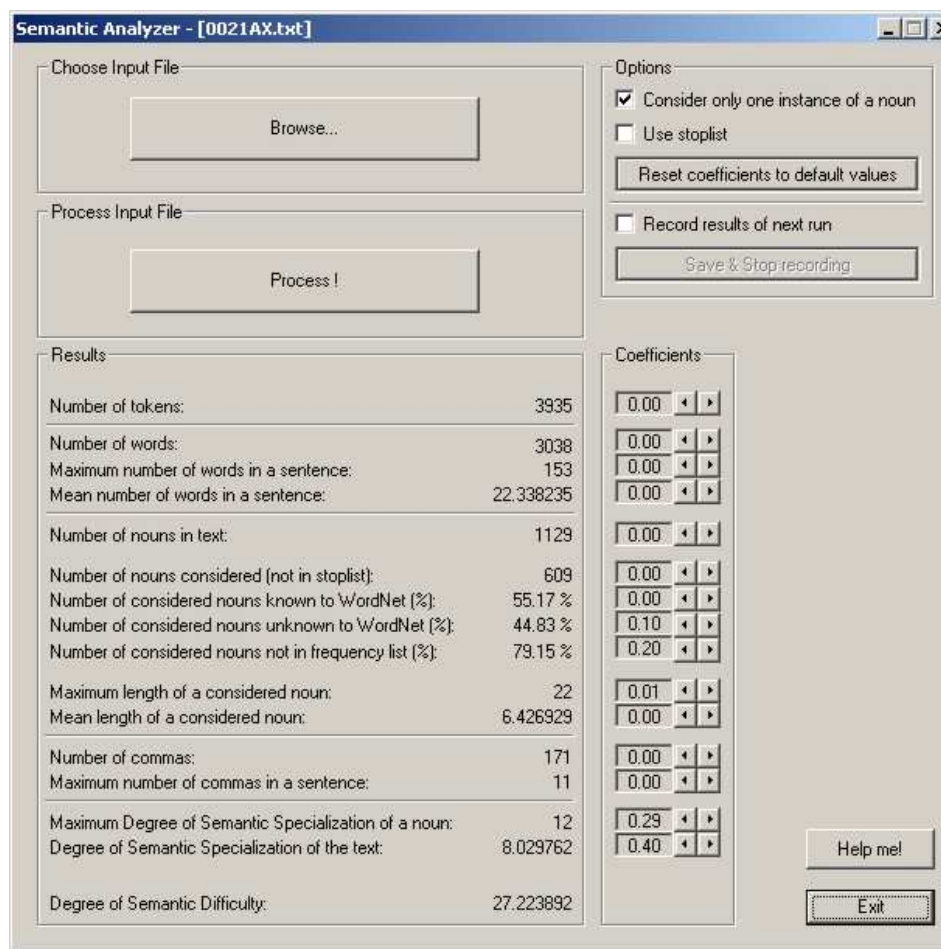 Semantic Analyzer - [0021AX.txt]
Choose Input File
Browse...
Process Input File
Process !
Options
Consider only one instance of a noun
Use stoplist
Reset coefficients to default values
Record results of next run
Save & Stop recording
Results
Coefficients
Number of tokens: 3935 0.00
Number of words: 3038 0.00
Maximum number of words in a sentence: 153 0.00
Mean number of words in a sentence: 22.338235 0.00
Number of nouns in text: 1129 0.00
Number of nouns considered (not in stoplist): 609 0.00
Number of considered nouns known to WordNet (%): 55.17 % 0.00
Number of considered nouns unknown to WordNet (%): 44.83 % 0.10
Number of considered nouns not in frequency list (%): 79.15 % 0.20
Maximum length of a considered noun: 22 0.01
Mean length of a considered noun: 6.426929 0.00
Number of commas: 171 0.00
Maximum number of commas in a sentence: 11 0.00
Maximum Degree of Semantic Specialization of a noun: 12 0.29
Degree of Semantic Specialization of the text: 8.029762 0.40
Degree of Semantic Difficulty: 27.223892
Help me!
Exit